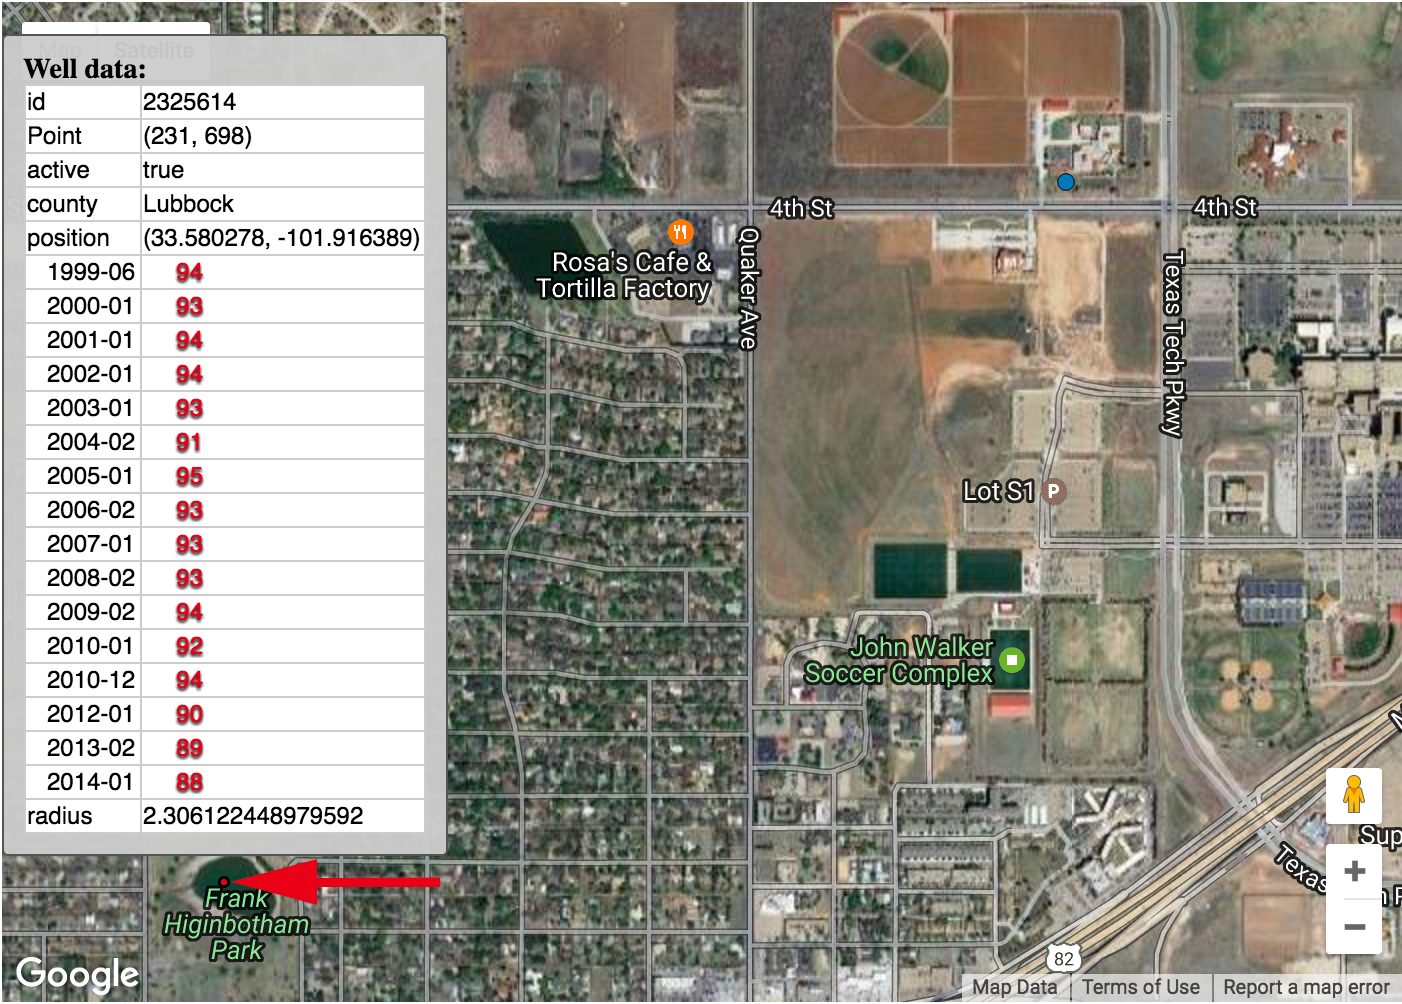 Map Satellite
Well data:
id 2325614
Point (231, 698)
active true
county Lubbock
position (33.580278, -101.916389)
1999-06 94
2000-01 93
2001-01 94
2002-01 94
2003-01 93
2004-02 91
2005-01 95
2006-02 93
2007-01 93
2008-02 93
2009-02 94
2010-01 92
2010-12 94
2012-01 90
2013-02 89
2014-01 88
radius 2.306122448979592
4th St
4th St
Rosa's Cafe &
Tortilla Factory
Quaker Ave
Texas Tech Pkwy
Lot S1
P
John Walker
Soccer Complex
Frank
Higinbotham
Park
Texas
82
+
−
Google
Map Data
Terms of Use
Report a map error